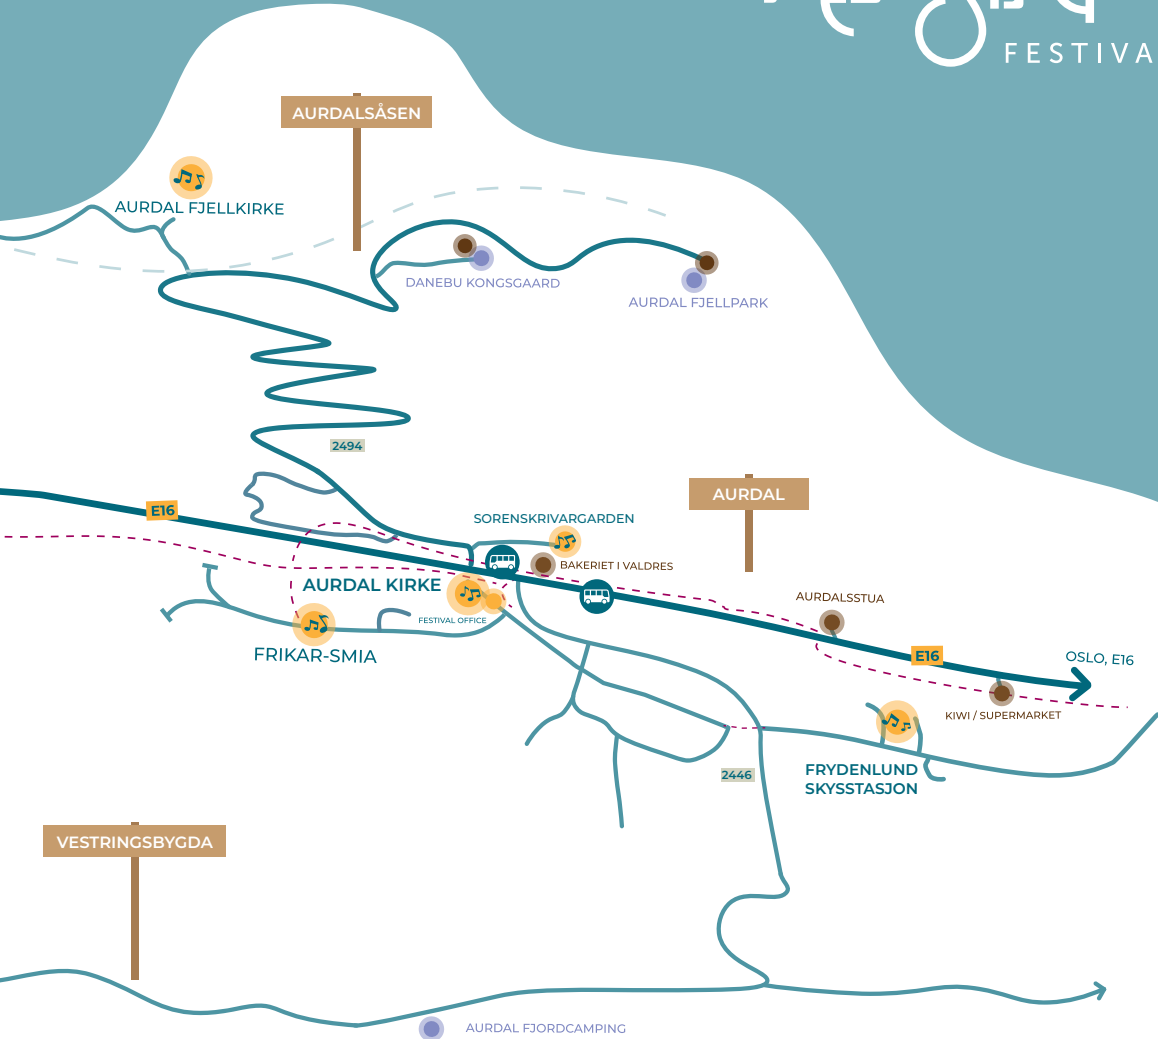 FESTIVA
AURDALSÅSEN
AURDAL FJELLKIRKE
DANEBU KONGSGAARD
AURDAL FJELLPARK
2494
AURDAL
E16
SORENSKRIVARGARDEN
BAKERIET I VALDRES
AURDAL KIRKE
AURDALSSTUA
FESTIVAL OFFICE
FRIKAR-SMIA
E16
OSLO, E16
KIWI / SUPERMARKET
FRYDENLUND
SKYSSTASJON
2446
VESTRINGSBYGDA
AURDAL FJORDCAMPING